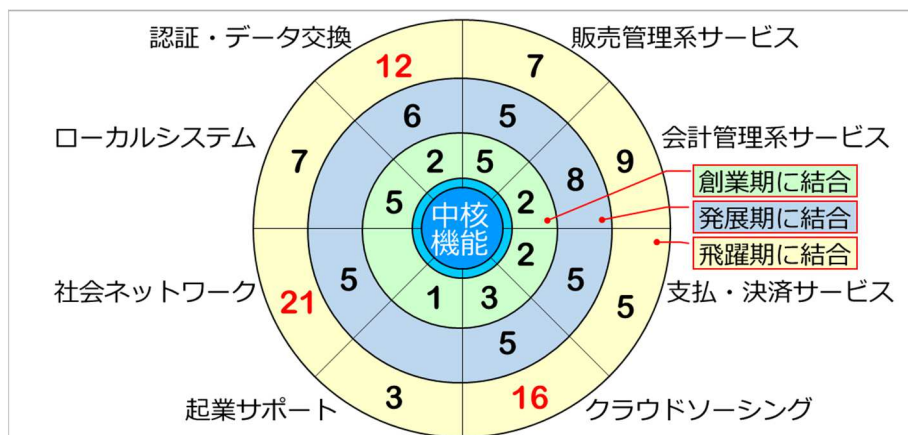 認証・データ交換
販売管理系サービス
12
7
6
5
ローカルシステム
会計管理系サービス
7
2
5
8
9
5
2
創業期に結合
中核
機能
発展期に結合
2
飛躍期に結合
社会ネットワーク
支払・決済サービス
21
5
1
3
5
5
5
起業サポート
3
16
クラウドソーシング